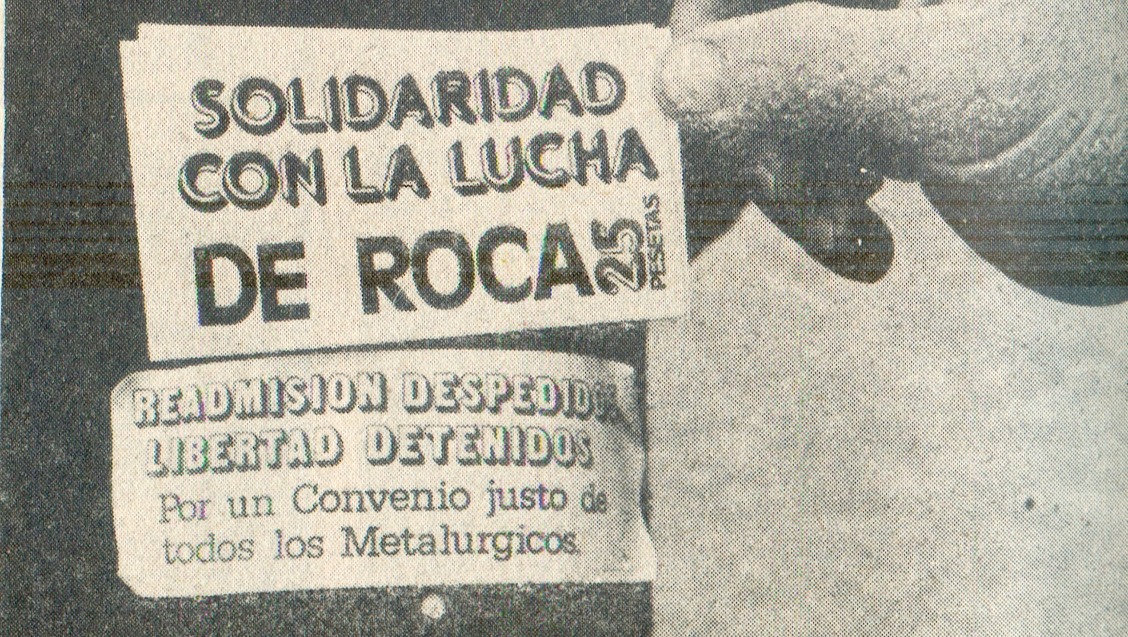 SOLIDARIDAD
CON LA LUCHA
DE ROCA
25 PESETAS
READMISION DESPEDIDOS
LIBERTAD DETENIDOS
Por un Convenio justo de
todos los Metalurgicos.